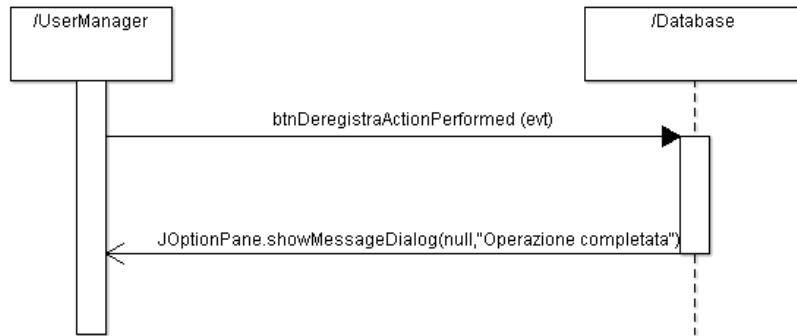 /UserManager
/Database
btnDeregistraActionPerformed (evt)
JOptionPane.showMessageDialog(null,"Operazione completata")